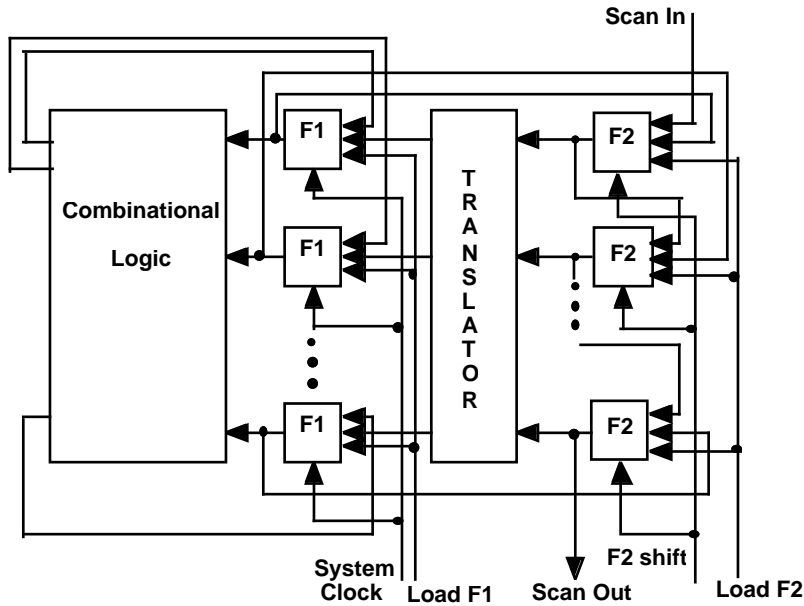 Scan In
F1
F2
Combinational
Logic
F1
F2
TRANSLATOR
F1
F2
System
Clock
Load F1
Scan Out
F2 shift
Load F2